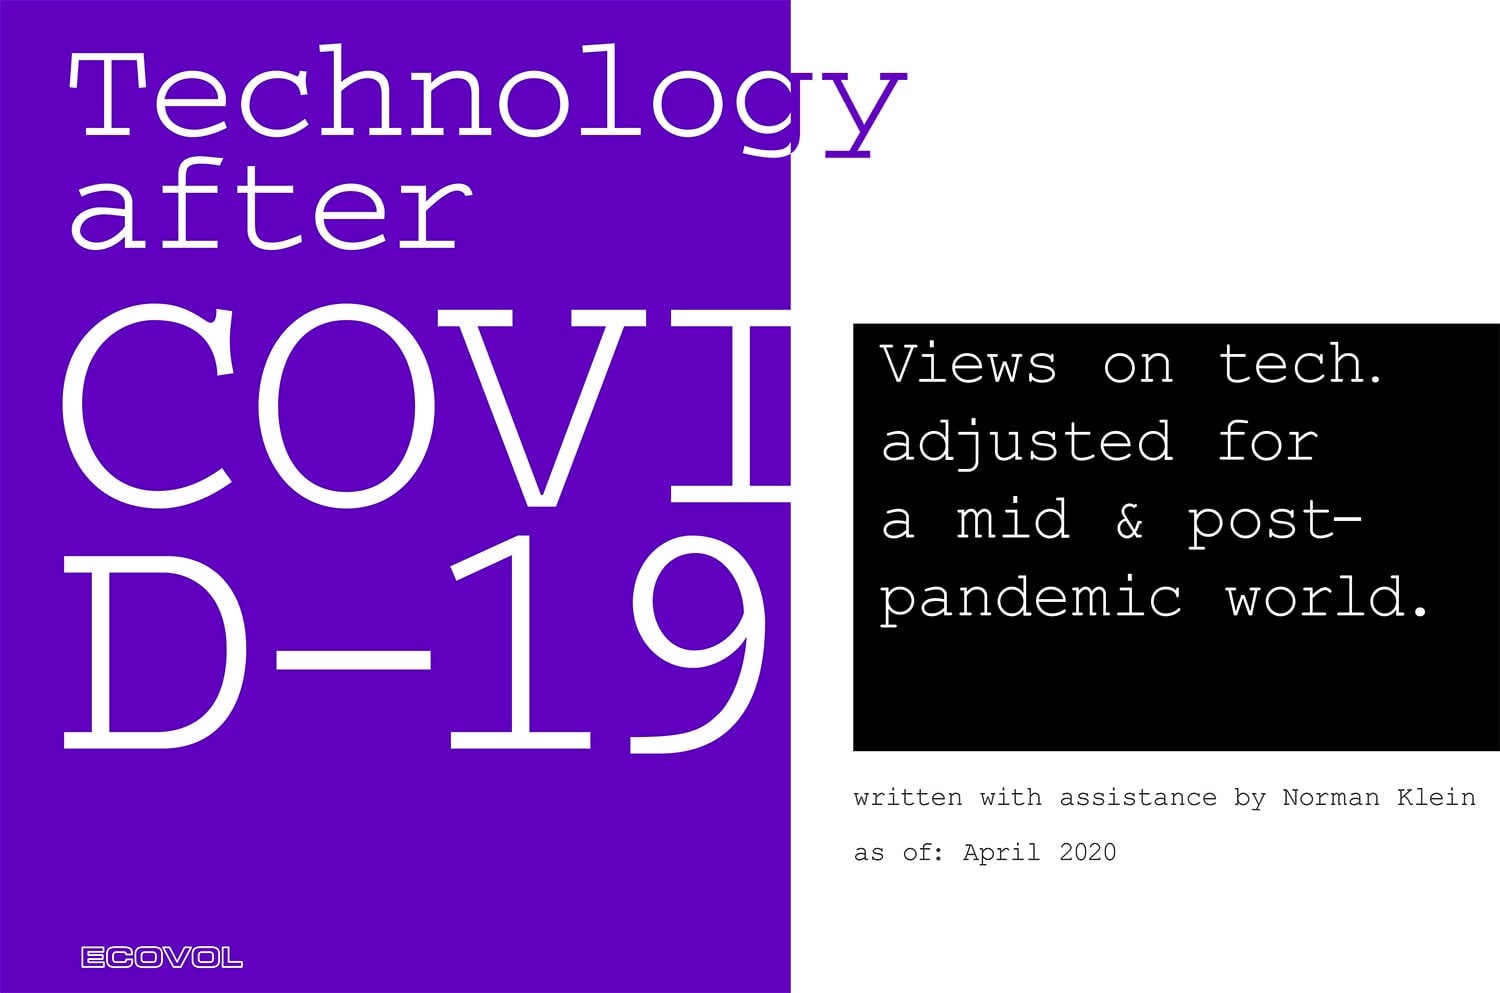 Technology
after
COVI
D-19
ECOVOL
Views on tech.
adjusted for
a mid & post-
pandemic world.
written with assistance by Norman Klein
as of: April 2020